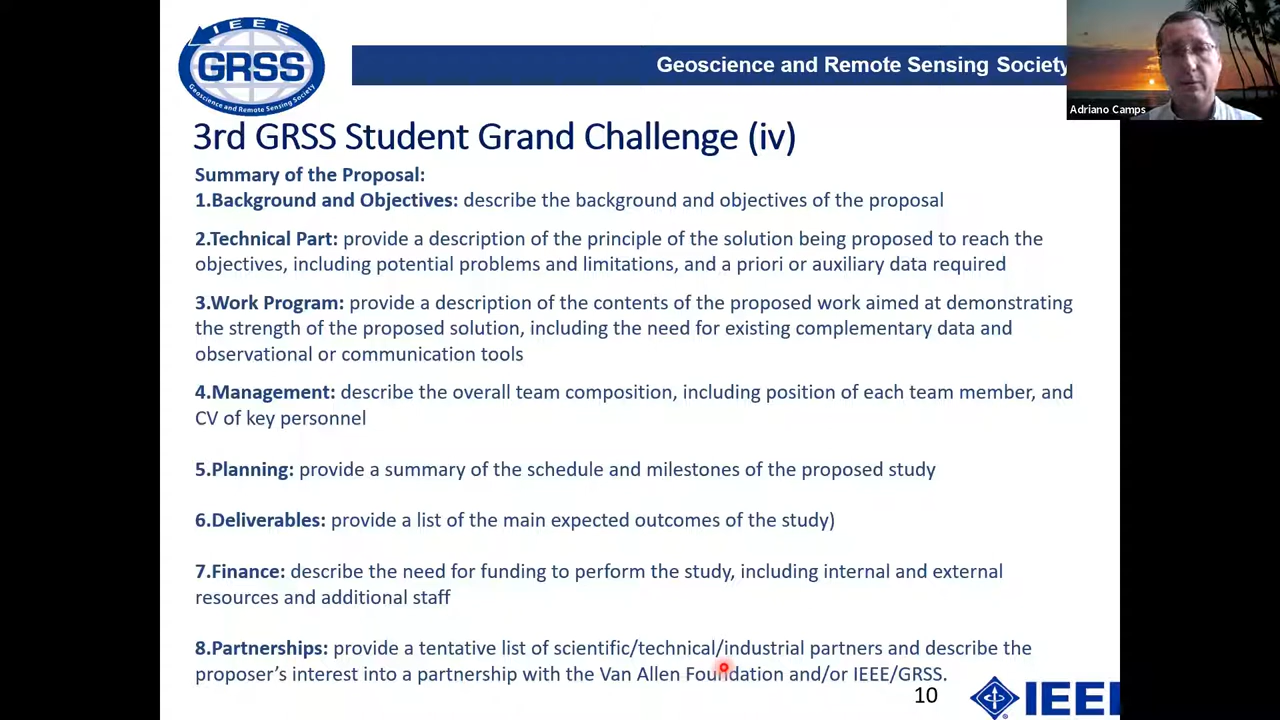 IEEE
GRSS
Geoscience and Remote Sensing Society
Geoscience and Remote Sensing Society
Adriano Camps
3rd GRSS Student Grand Challenge (iv)
Summary of the Proposal:
1.Background and Objectives: describe the background and objectives of the proposal
2.Technical Part: provide a description of the principle of the solution being proposed to reach the
objectives, including potential problems and limitations, and a priori or auxiliary data required
3.Work Program: provide a description of the contents of the proposed work aimed at demonstrating
the strength of the proposed solution, including the need for existing complementary data and
observational or communication tools
4.Management: describe the overall team composition, including position of each team member, and
CV of key personnel
5.Planning: provide a summary of the schedule and milestones of the proposed study
6.Deliverables: provide a list of the main expected outcomes of the study)
7.Finance: describe the need for funding to perform the study, including internal and external
resources and additional staff
8.Partnerships: provide a tentative list of scientific/technical/industrial partners and describe the
proposer's interest into a partnership with the Van Allen Foundation and/or IEEE/GRSS.
10
IEEE